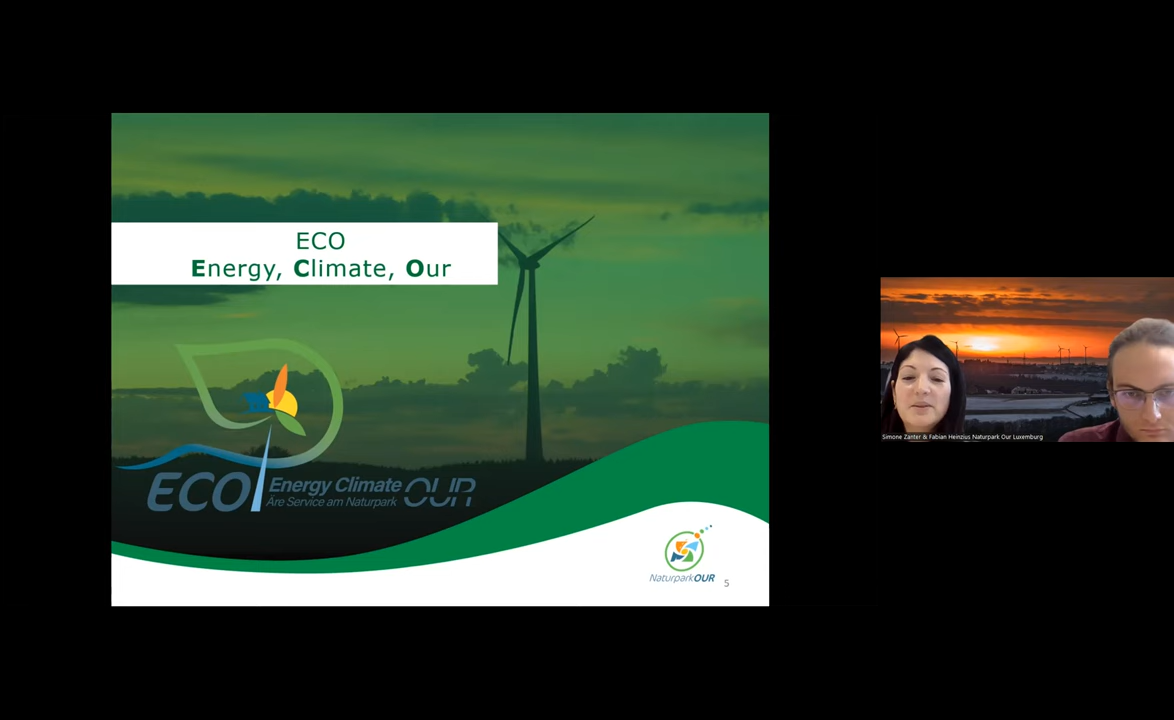 ECO
Energy, Climate, Our
ECO Energy Climate OUR
Äre Service am Naturpark
NaturparkOUR
5
Simone Zanter & Fabian Heinzius Naturpark Our Luxemburg